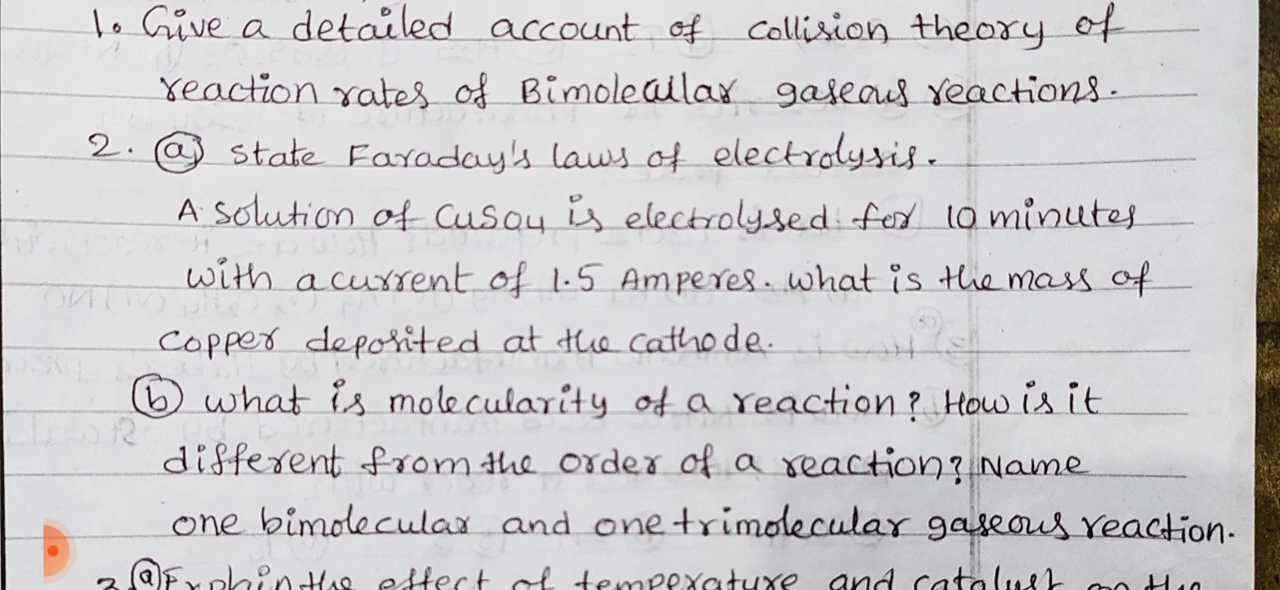 1. Give a detailed account of collision theory of
reaction rates of Bimolecular gaseous reactions.
2. (a) State Faraday's laws of electrolysis.
A solution of CuSO4 is electrolysed for 10 minutes
with a current of 1.5 Amperes. what is the mass of
copper deposited at the cathode.
(b) what is molecularity of a reaction? How is it
different from the order of a reaction? Name
one bimolecular and one trimolecular gaseous reaction.
3 (a) Explain the effect of temperature and catalyst on the